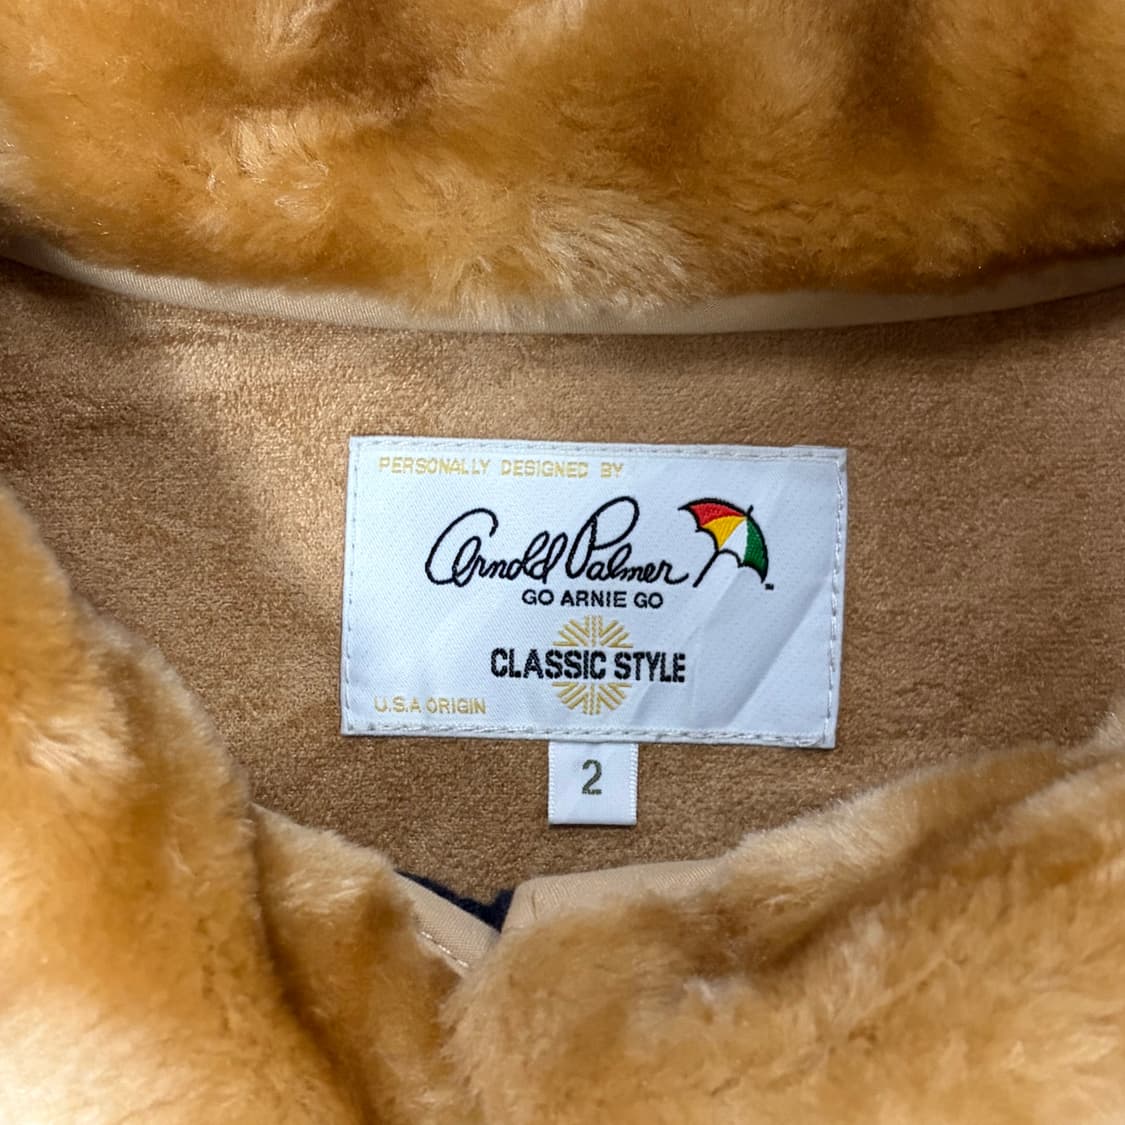 PERSONALLY DESIGNED BY
Arnold Palmer
GO ARNIE GO
CLASSIC STYLE
U.S.A ORIGIN
2